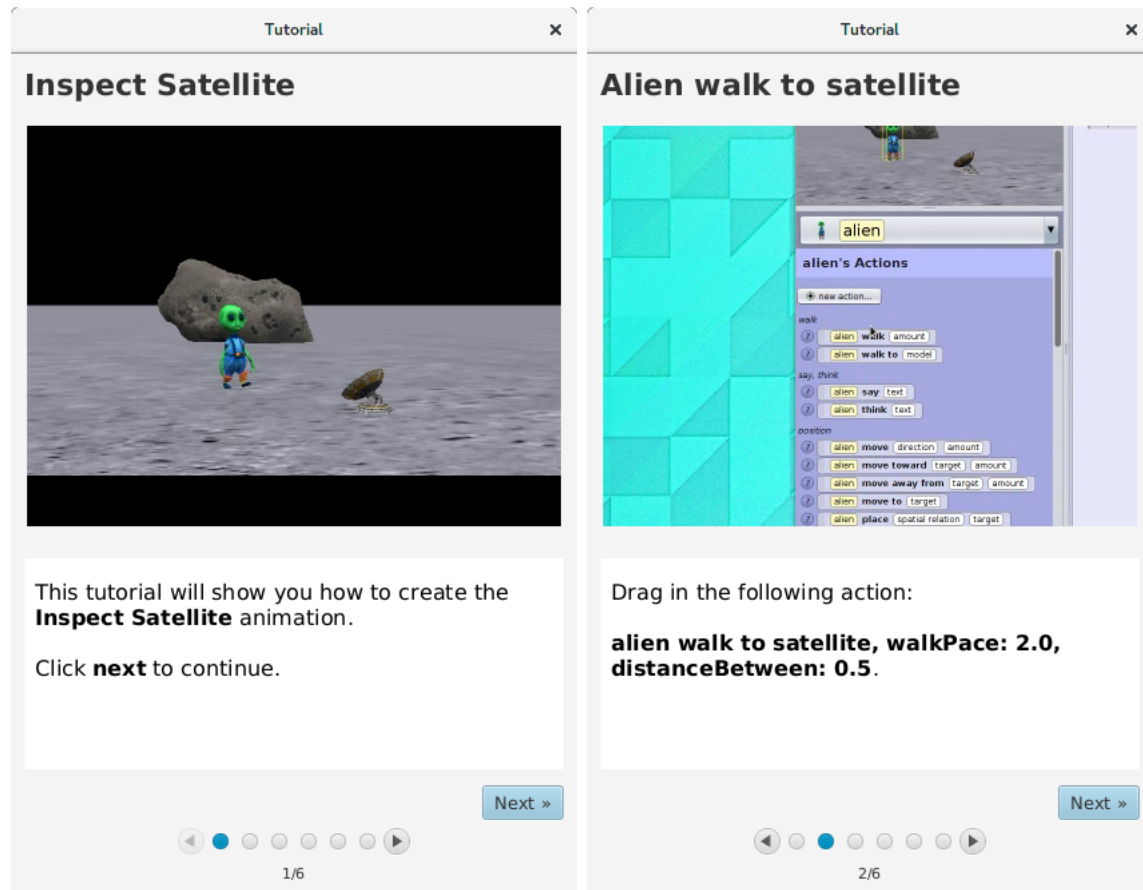 Tutorial ×
Inspect Satellite
This tutorial will show you how to create the
Inspect Satellite animation.
Click next to continue.
Next »
1/6
Tutorial ×
Alien walk to satellite
alien
alien's Actions
new action...
walk
alien walk amount
alien walk to model
say, think
alien say text
alien think text
position
alien move direction amount
alien move toward target amount
alien move away from target amount
alien move to target
alien place spatial relation target
Drag in the following action:
alien walk to satellite, walkPace: 2.0,
distanceBetween: 0.5.
Next »
2/6